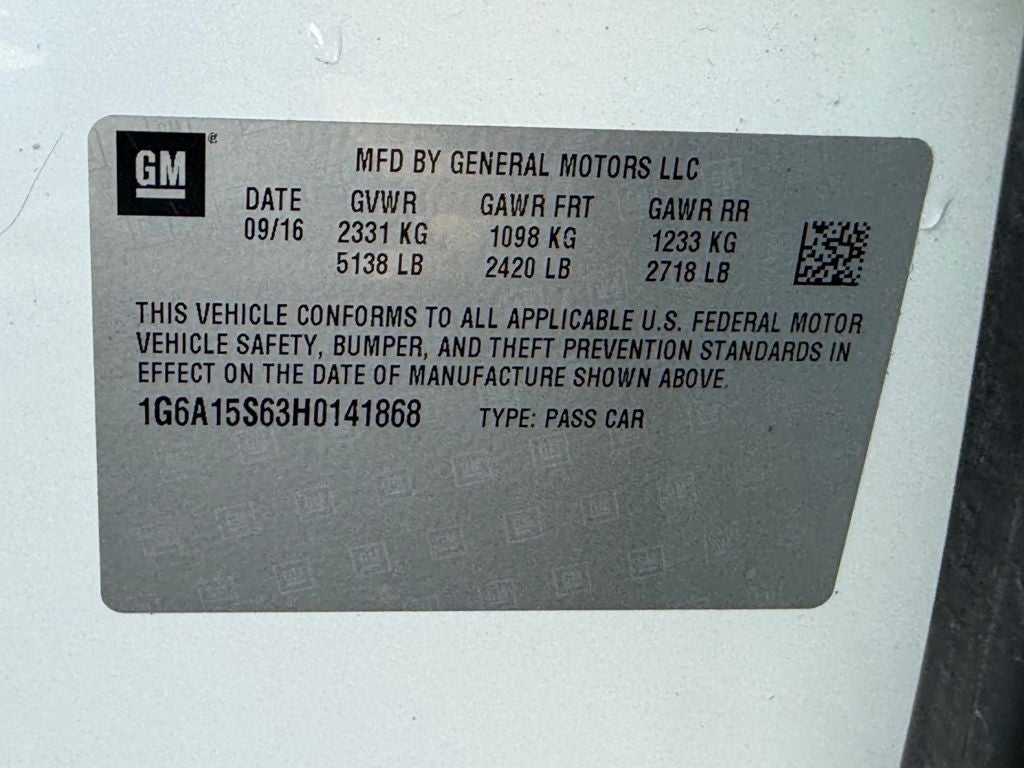 GM
MFD BY GENERAL MOTORS LLC
DATE GVWR GAWR FRT GAWR RR
09/16 2331 KG 1098 KG 1233 KG
5138 LB 2420 LB 2718 LB
THIS VEHICLE CONFORMS TO ALL APPLICABLE U.S. FEDERAL MOTOR
VEHICLE SAFETY, BUMPER, AND THEFT PREVENTION STANDARDS IN
EFFECT ON THE DATE OF MANUFACTURE SHOWN ABOVE.
1G6A15S63H0141868 TYPE: PASS CAR